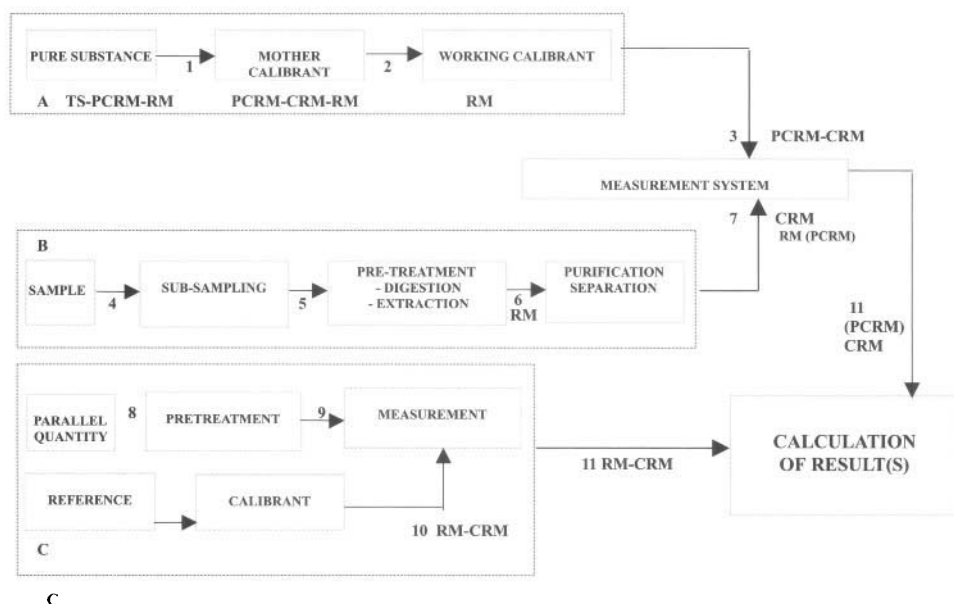 PURE SUBSTANCE
1
MOTHER
CALIBRANT
2
WORKING CALIBRANT
A TS-PCRM-RM
PCRM-CRM-RM
RM
3 PCRM-CRM
MEASUREMENT SYSTEM
7 CRM
RM (PCRM)
B
SAMPLE
4
SUB-SAMPLING
5
PRE-TREATMENT
- DIGESTION
- EXTRACTION
6
RM
PURIFICATION
SEPARATION
11
(PCRM)
CRM
PARALLEL
QUANTITY
8
PRETREATMENT
9
MEASUREMENT
REFERENCE
CALIBRANT
10 RM-CRM
C
11 RM-CRM
CALCULATION
OF RESULT(S)
C